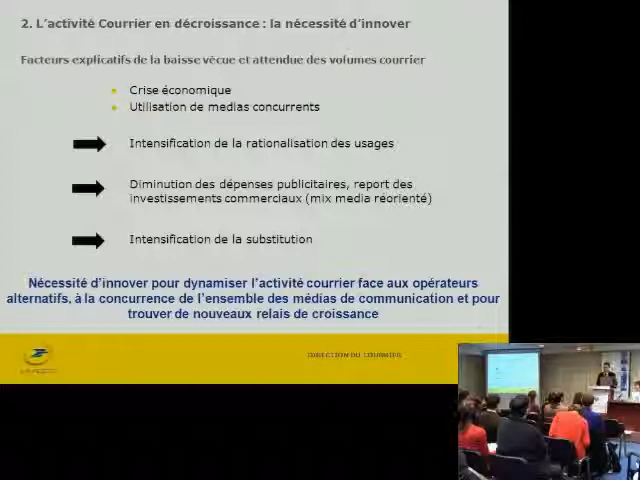 2. L’activité Courrier en décroissance : la nécessité d’innover
Facteurs explicatifs de la baisse vécue et attendue des volumes courrier
Crise économique
Utilisation de medias concurrents
Intensification de la rationalisation des usages
Diminution des dépenses publicitaires, report des
investissements commerciaux (mix media réorienté)
Intensification de la substitution
Nécessité d’innover pour dynamiser l’activité courrier face aux opérateurs
alternatifs, à la concurrence de l’ensemble des médias de communication et pour
trouver de nouveaux relais de croissance
DIRECTION DU COURRIER
LA POSTE